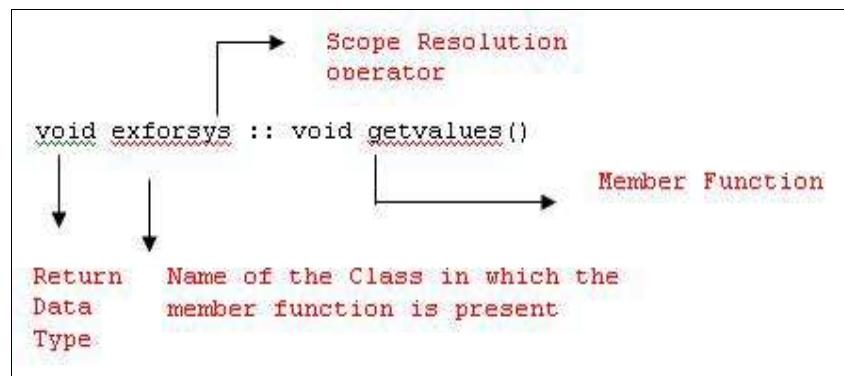 Scope Resolution
operator
void exforsys :: void getvalues()
Member Function
Return
Data
Type
Name of the Class in which the
member function is present